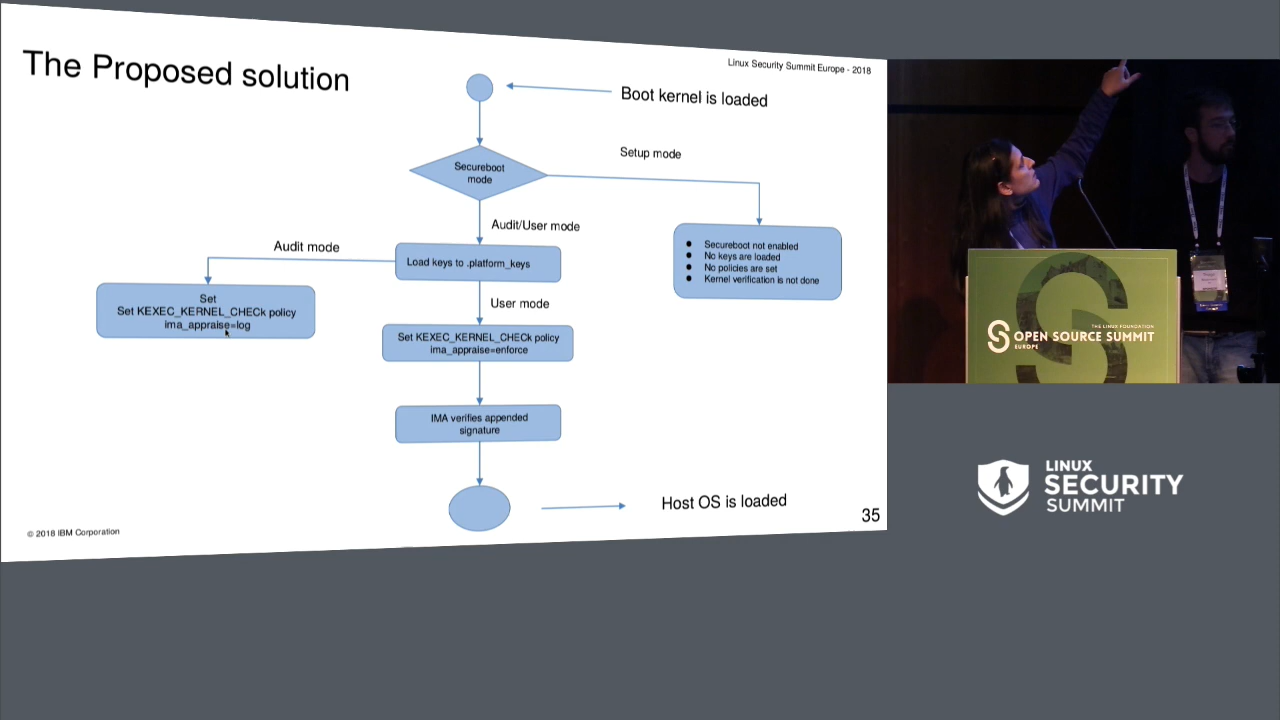 The Proposed solution
Linux Security Summit Europe - 2018
Boot kernel is loaded
Secureboot
mode
Setup mode
Audit/User mode
Secureboot not enabled
No keys are loaded
No policies are set
Kernel verification is not done
Audit mode
Load keys to .platform_keys
Set
Set KEXEC_KERNEL_CHECk policy
ima_appraise=log
User mode
Set KEXEC_KERNEL_CHECk policy
ima_appraise=enforce
IMA verifies appended
signature
Host OS is loaded
35
© 2018 IBM Corporation
THE LINUX FOUNDATION
OPEN SOURCE SUMMIT
EUROPE
LINUX
SECURITY
SUMMIT